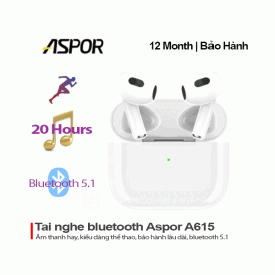 ASPOR
12 Month | Bảo Hành
20 Hours
Bluetooth 5.1
Tai nghe bluetooth Aspor A615
Âm thanh hay, kiểu dáng thể thao, bảo hành lâu dài, bluetooth 5.1